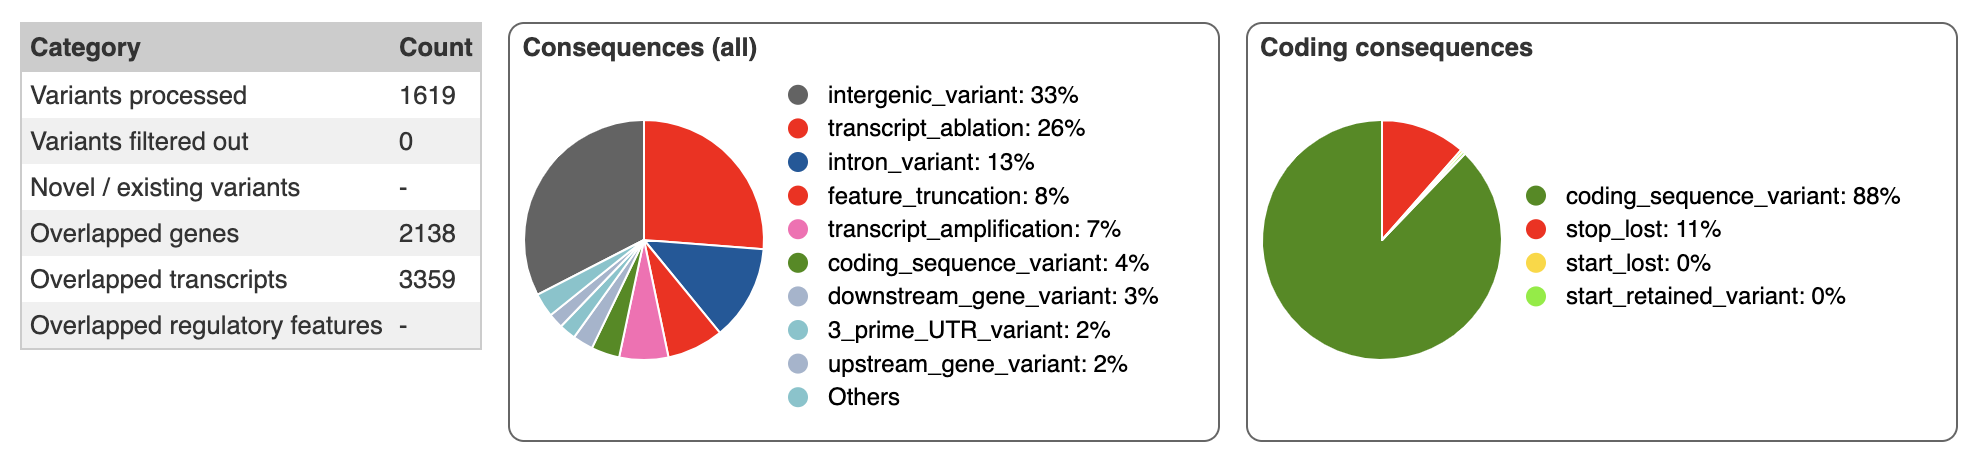 Category Count
Variants processed 1619
Variants filtered out 0
Novel / existing variants -
Overlapped genes 2138
Overlapped transcripts 3359
Overlapped regulatory features -
Consequences (all)
intergenic_variant: 33%
transcript_ablation: 26%
intron_variant: 13%
feature_truncation: 8%
transcript_amplification: 7%
coding_sequence_variant: 4%
downstream_gene_variant: 3%
3_prime_UTR_variant: 2%
upstream_gene_variant: 2%
Others
Coding consequences
coding_sequence_variant: 88%
stop_lost: 11%
start_lost: 0%
start_retained_variant: 0%